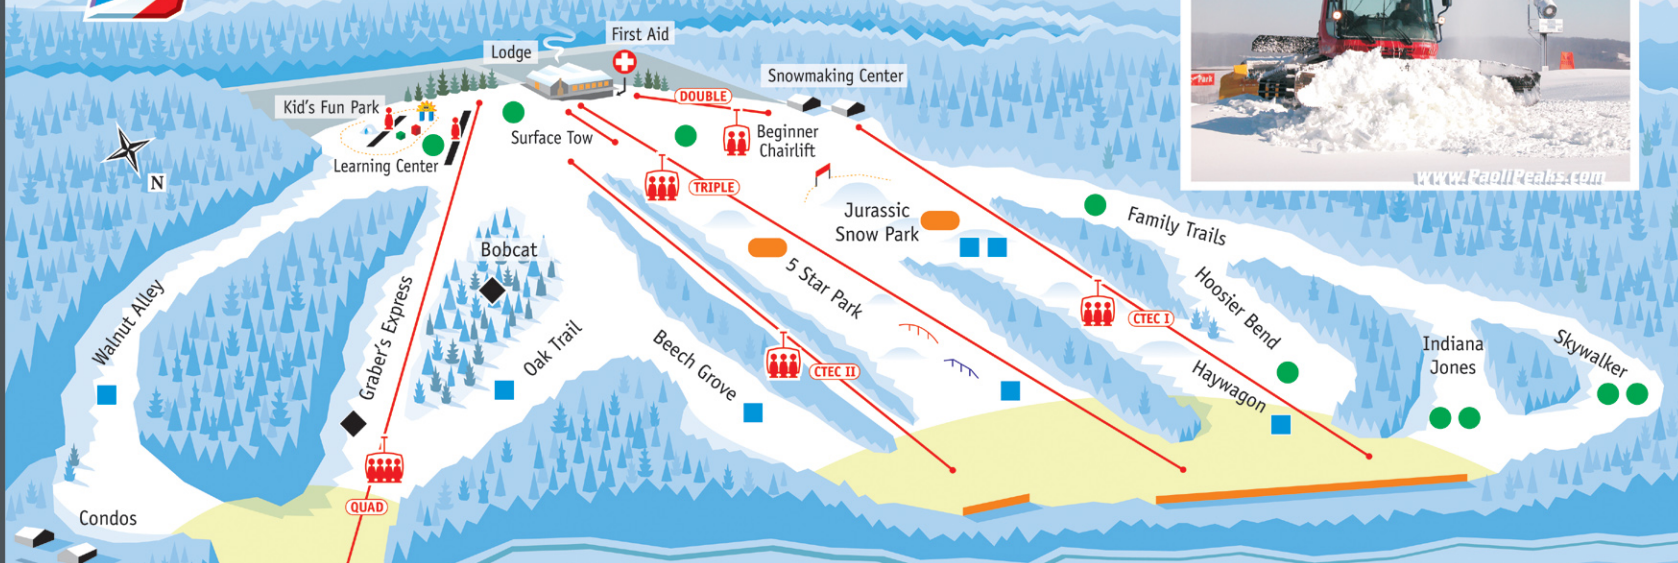 First Aid
Lodge
Snowmaking Center
DOUBLE
Kid's Fun Park
Surface Tow
Beginner
Chairlift
Learning Center
N
Park
www.PaoliPeaks.com
TRIPLE
Jurassic
Snow Park
Family Trails
Bobcat
5 Star Park
Hoosier Bend
Walnut Alley
Graber's Express
Oak Trail
Beech Grove
CTEC II
CTEC I
Haywagon
Indiana
Jones
Skywalker
QUAD
Condos